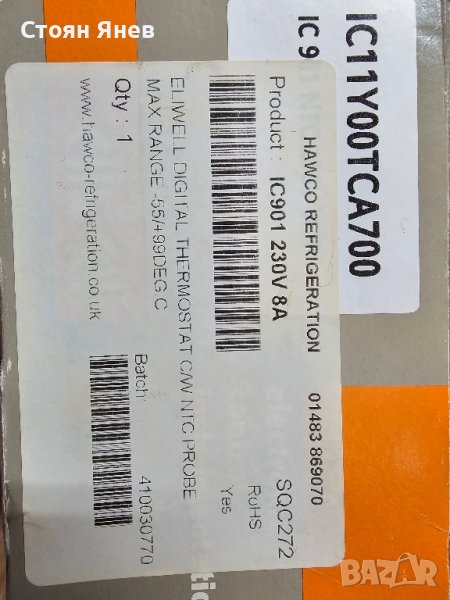 Стоян Янев
IC11Y00TCA700
IC 9
HAWCO REFRIGERATION 01483 869070
Product : IC901 230V 8A SQC272
RoHS
Yes
ELIWELL DIGITAL THERMOSTAT C/W NTC PROBE
MAX RANGE -55/+99DEG.C
Qty : 1 Batch: 410030770
www.hawco-refrigeration.co.uk
BAZAR